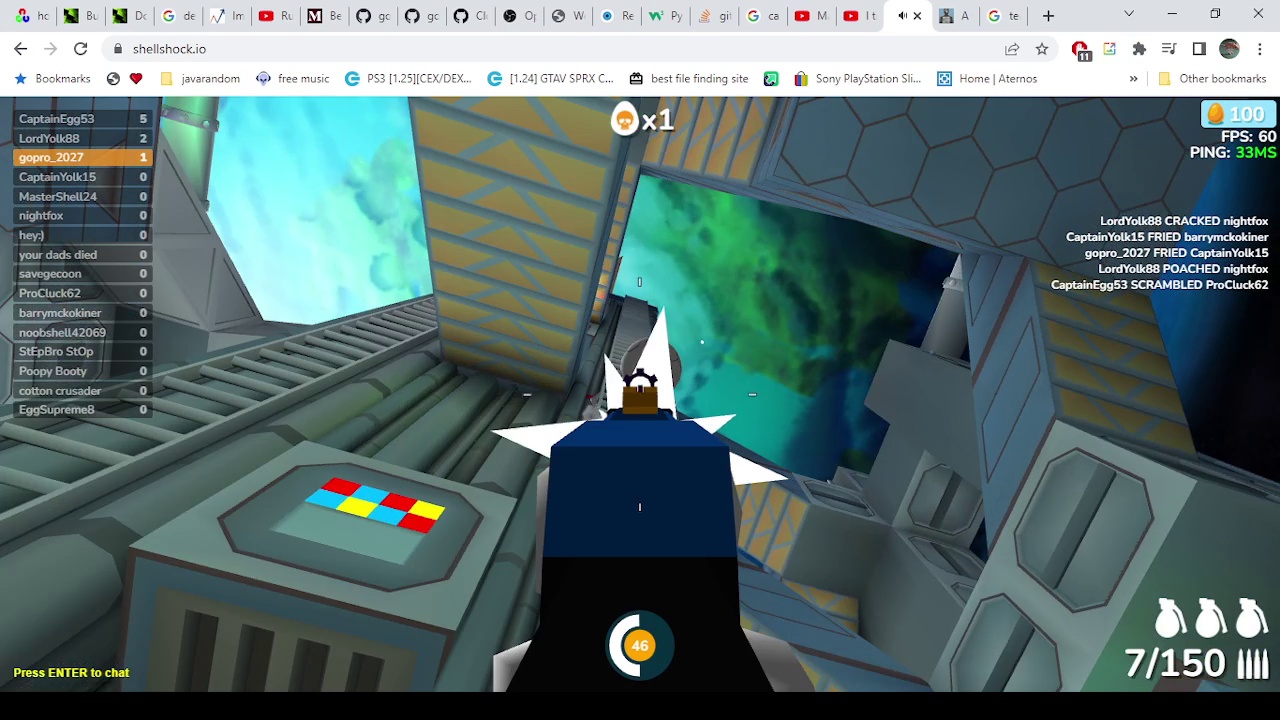 hc
Bu
Dc
de
Im
Ru
Be
gc
gc
Cl
Op
W
Re
Py
git
ca
M
I t
A
te
shellshock.io
11
Bookmarks
javarandom
free music
PS3 [1.25](CEX/DEX...
[1.24] GTAV SPRX C...
best file finding site
Sony PlayStation Sli...
Home | Aternos
»
Other bookmarks
CaptainEgg53 5
LordYolk88 2
gopro_2027 1
CaptainYolk15 0
MasterShell24 0
nightfox 0
hey:) 0
your dads died 0
savegecoon 0
ProCluck62 0
barrymckokiner 0
noobshell42069 0
StEpBro StOp 0
Poopy Booty 0
cotton crusader 0
EggSupreme8 0
x1
100
FPS: 60
PING: 33MS
LordYolk88 CRACKED nightfox
CaptainYolk15 FRIED barrymckokiner
gopro_2027 FRIED CaptainYolk15
LordYolk88 POACHED nightfox
CaptainEgg53 SCRAMBLED ProCluck62
46
7/150
Press ENTER to chat